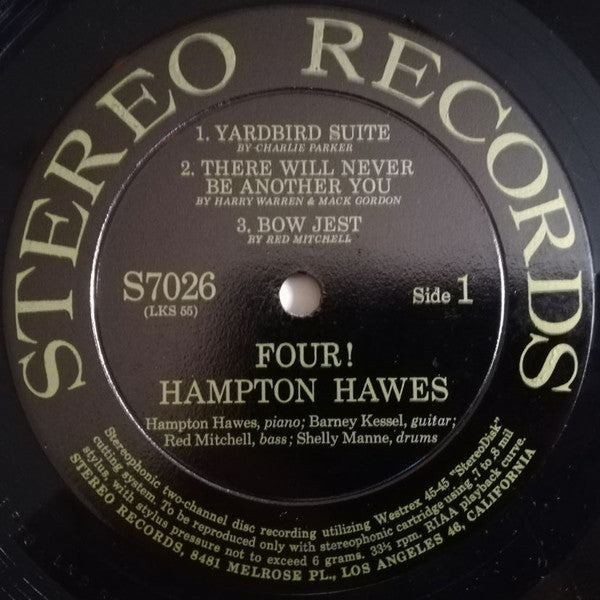 STEREO RECORDS
1. YARDBIRD SUITE
BY CHARLIE PARKER
2. THERE WILL NEVER
BE ANOTHER YOU
BY HARRY WARREN & MACK GORDON
3. BOW JEST
BY RED MITCHELL
S7026
(LKS 55)
Side 1
FOUR!
HAMPTON HAWES
Hampton Hawes, piano; Barney Kessel, guitar;
Red Mitchell, bass; Shelly Manne, drums
Stereophonic two-channel disc recording utilizing Westrex 45-45 "StereoDisk"
cutting system. To be reproduced only with stereophonic cartridge using .7 to .8 mil
stylus, with stylus pressure not to exceed 6 grams. 33⅓ rpm, RIAA playback curve.
STEREO RECORDS, 8481 MELROSE PL., LOS ANGELES 46, CALIFORNIA